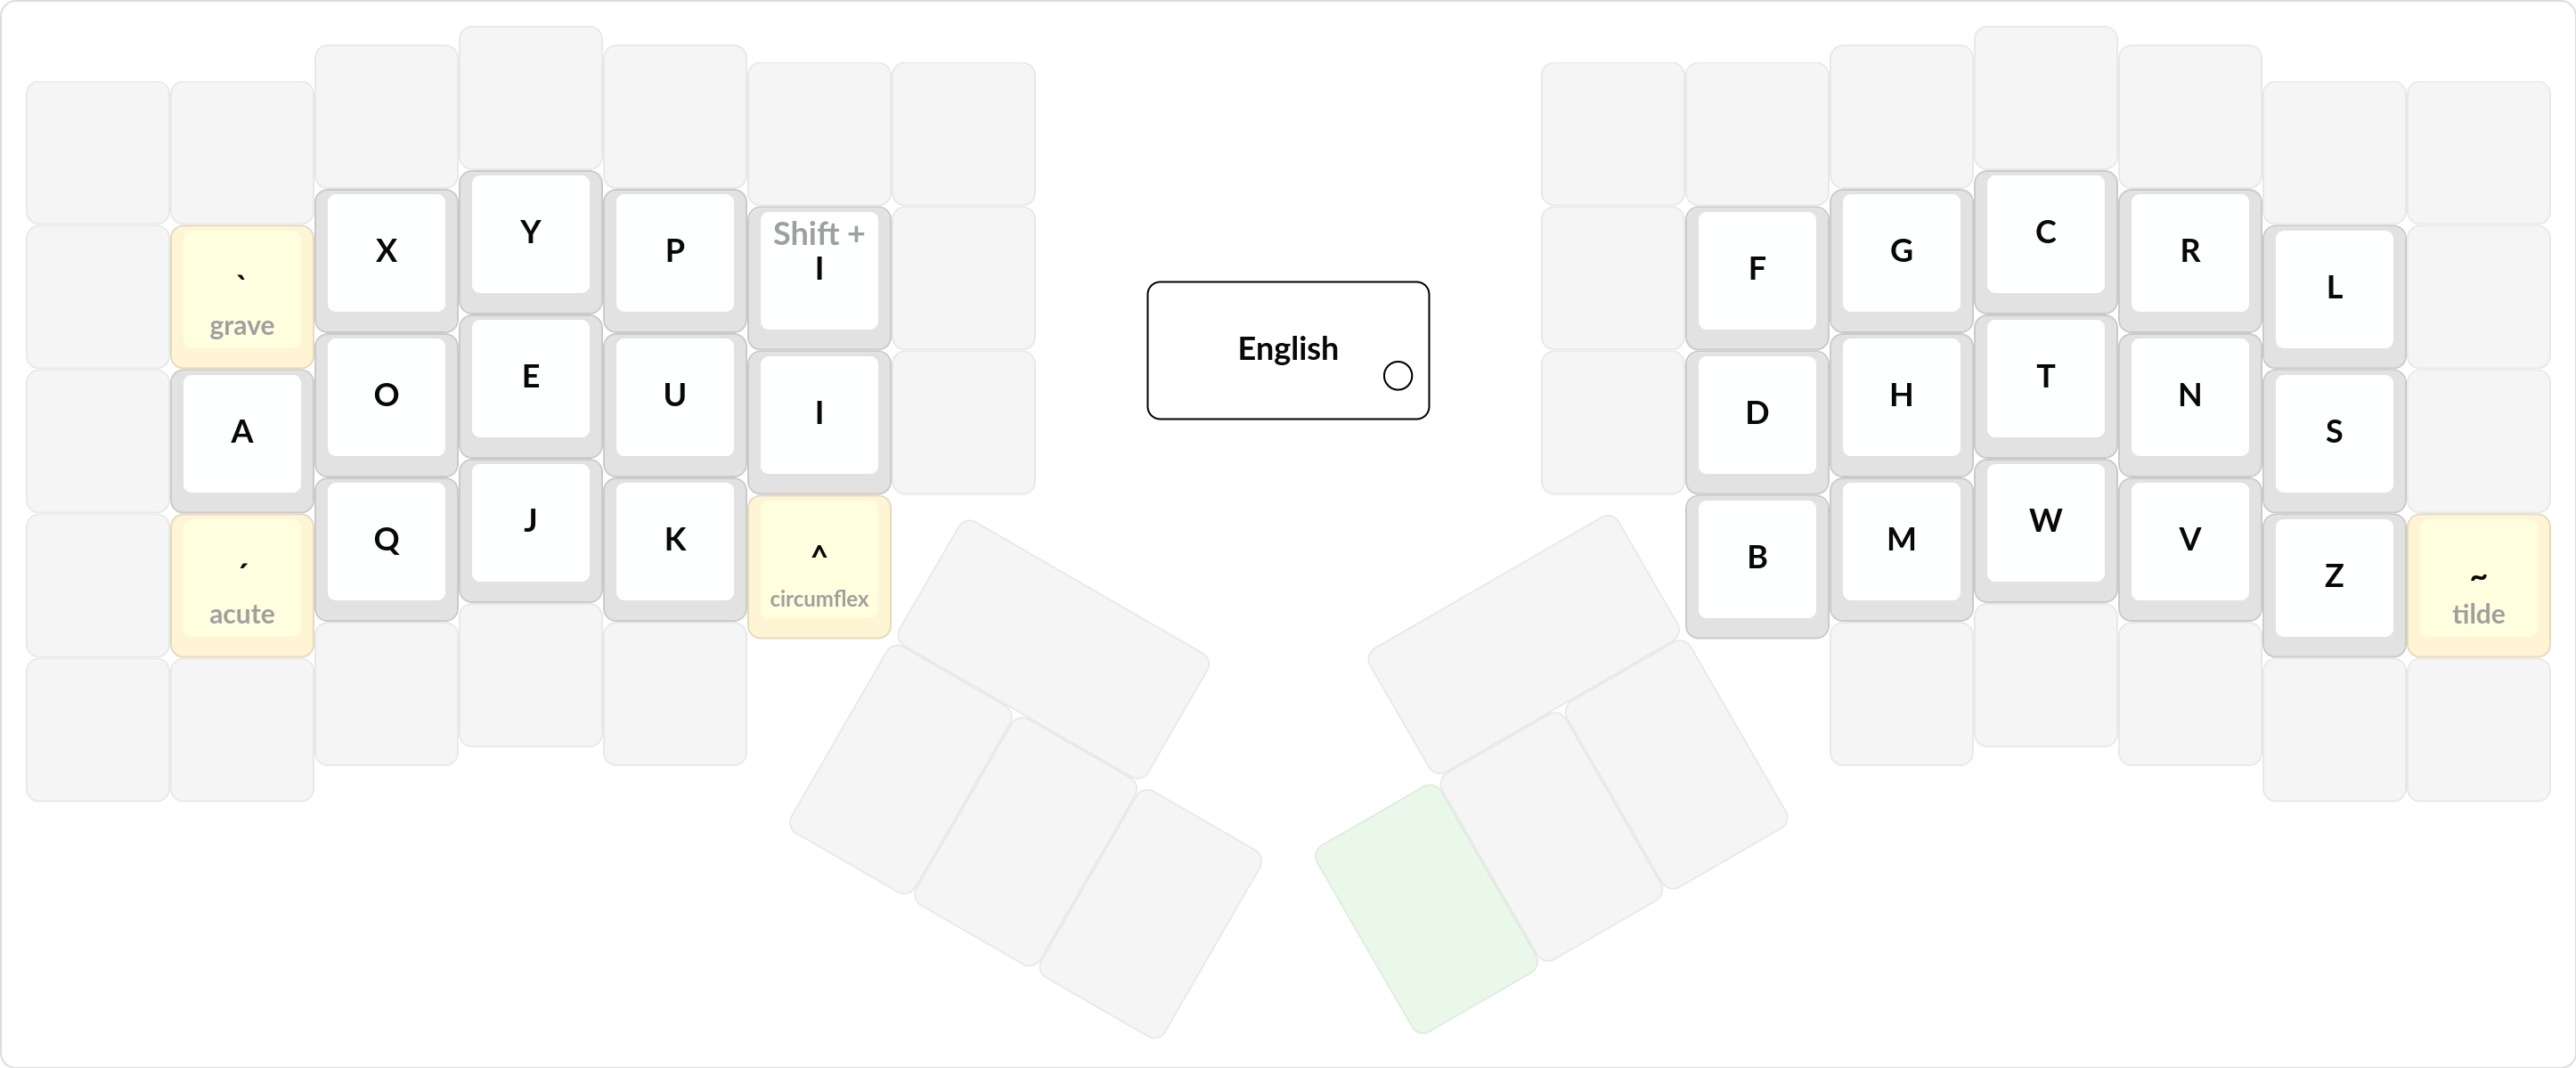 ` X Y P Shift + F G C R L
grave I
A O E U I English D H T N S
´ Q J K ^ B M W V Z ~
acute circumflex tilde